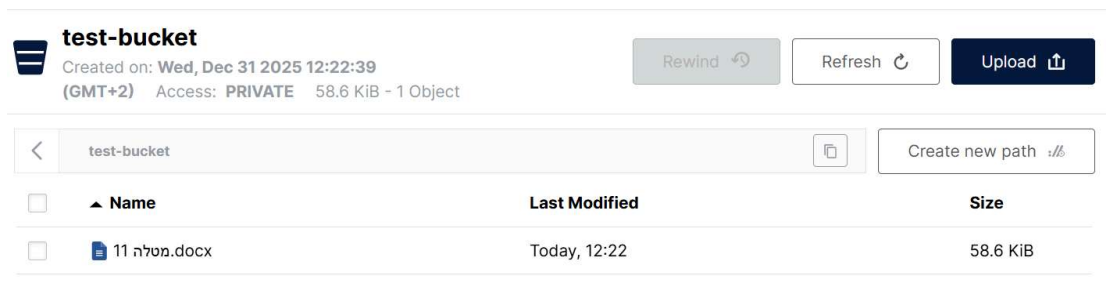 test-bucket
Created on: Wed, Dec 31 2025 12:22:39
(GMT+2) Access: PRIVATE 58.6 KiB - 1 Object
Rewind Refresh Upload
test-bucket Create new path
Name Last Modified Size
מטלה 11.docx Today, 12:22 58.6 KiB